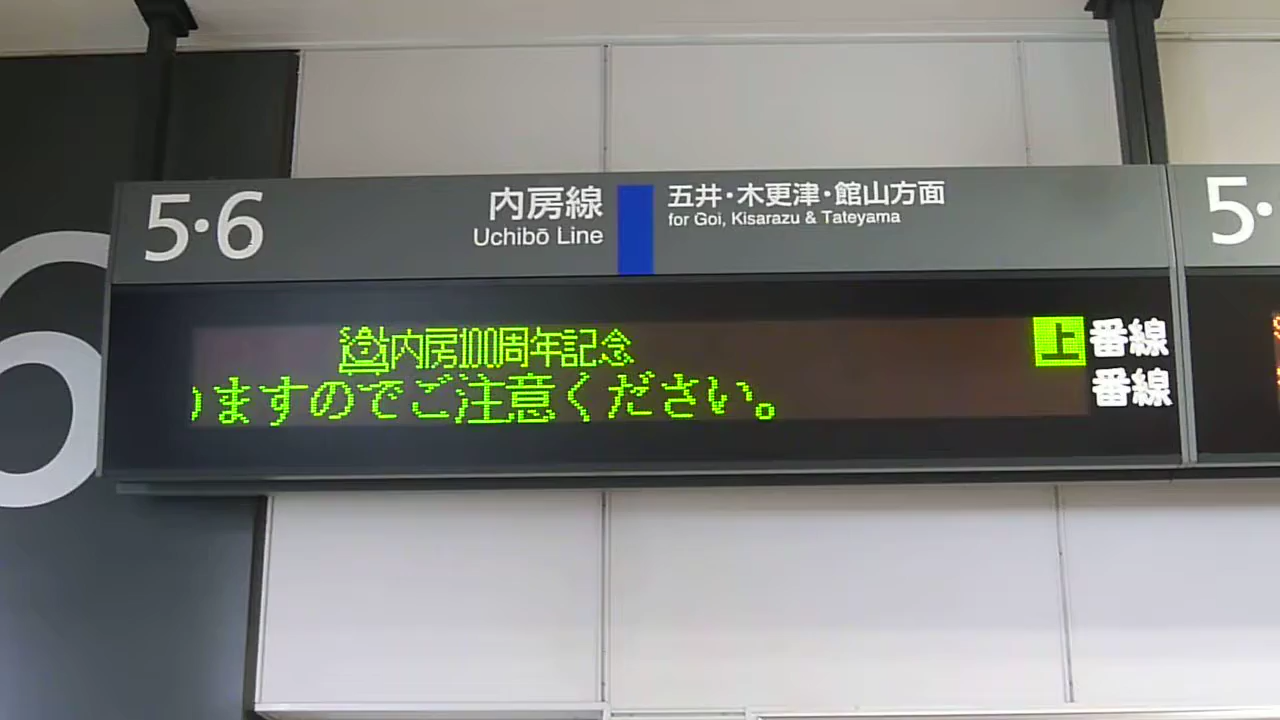 5・6
内房線
Uchibō Line
五井・木更津・館山方面
for Goi, Kisarazu & Tateyama
内房100周年記念
上 番線
りますのでご注意ください。
番線
5・
6